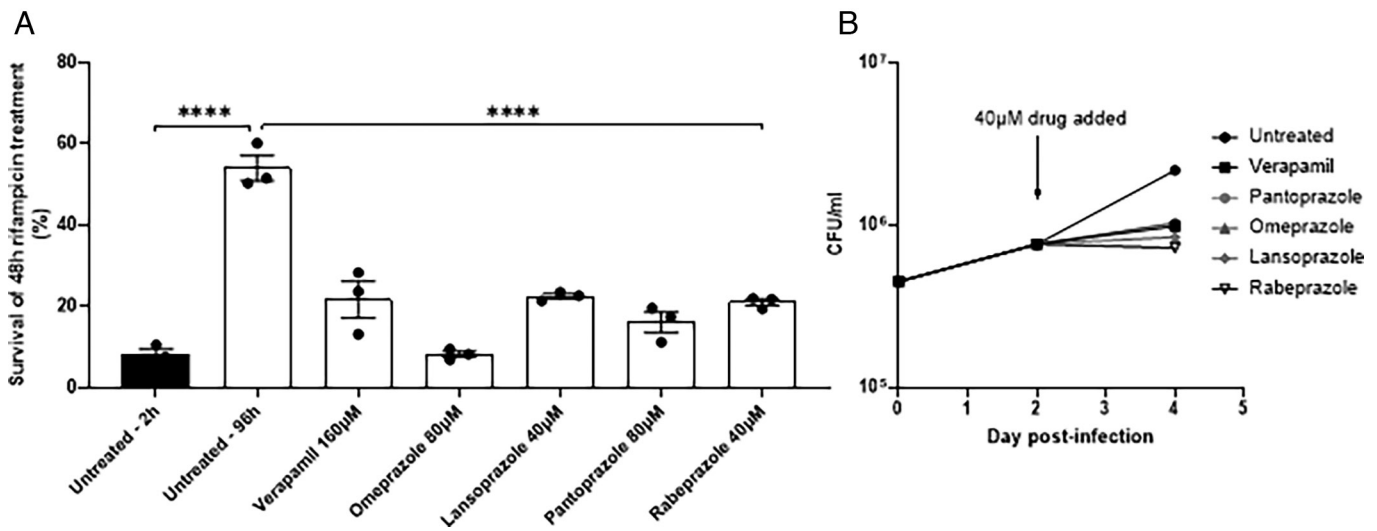 A
Survival of 48h rifampicin treatment
(%)
80
60
40
20
0
****
****
Untreated - 2h
Untreated - 96h
Verapamil 160µM
Omeprazole 80µM
Lansoprazole 40µM
Pantoprazole 80µM
Rabeprazole 40µM
B
CFU/ml
10⁷
10⁶
10⁵
40µM drug added
0 1 2 3 4 5
Day post-infection
Untreated
Verapamil
Pantoprazole
Omeprazole
Lansoprazole
Rabeprazole